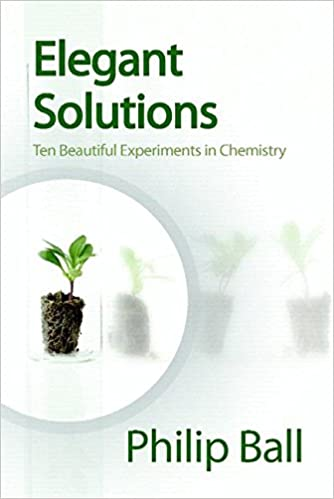 Elegant
Solutions
Ten Beautiful Experiments in Chemistry
Philip Ball